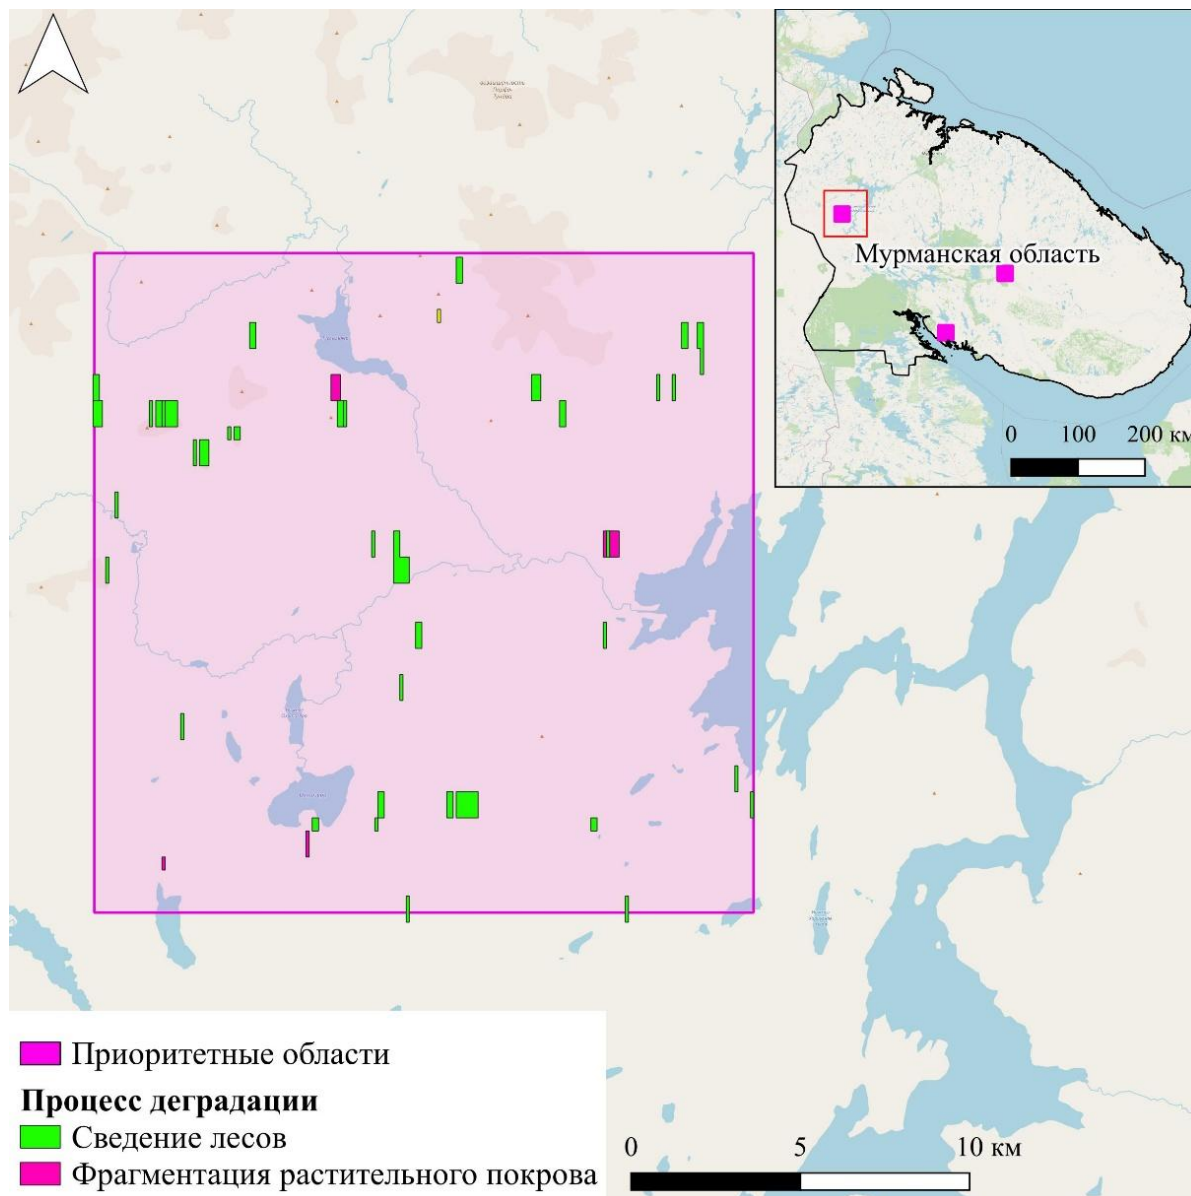 Мурманская область
0 100 200 км
Приоритетные области
Процесс деградации
Сведение лесов
Фрагментация растительного покрова
0 5 10 км